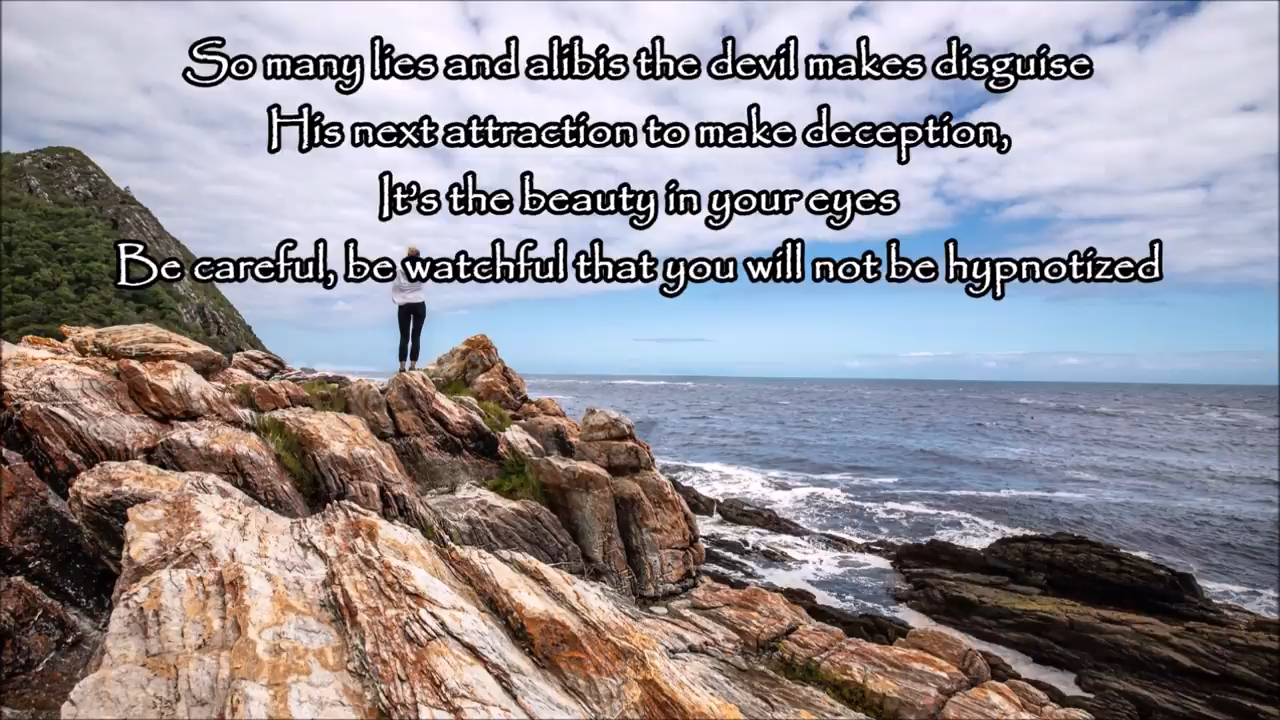 So many lies and alibis the devil makes disguise
His next attraction to make deception,
It's the beauty in your eyes
Be careful, be watchful that you will not be hypnotized